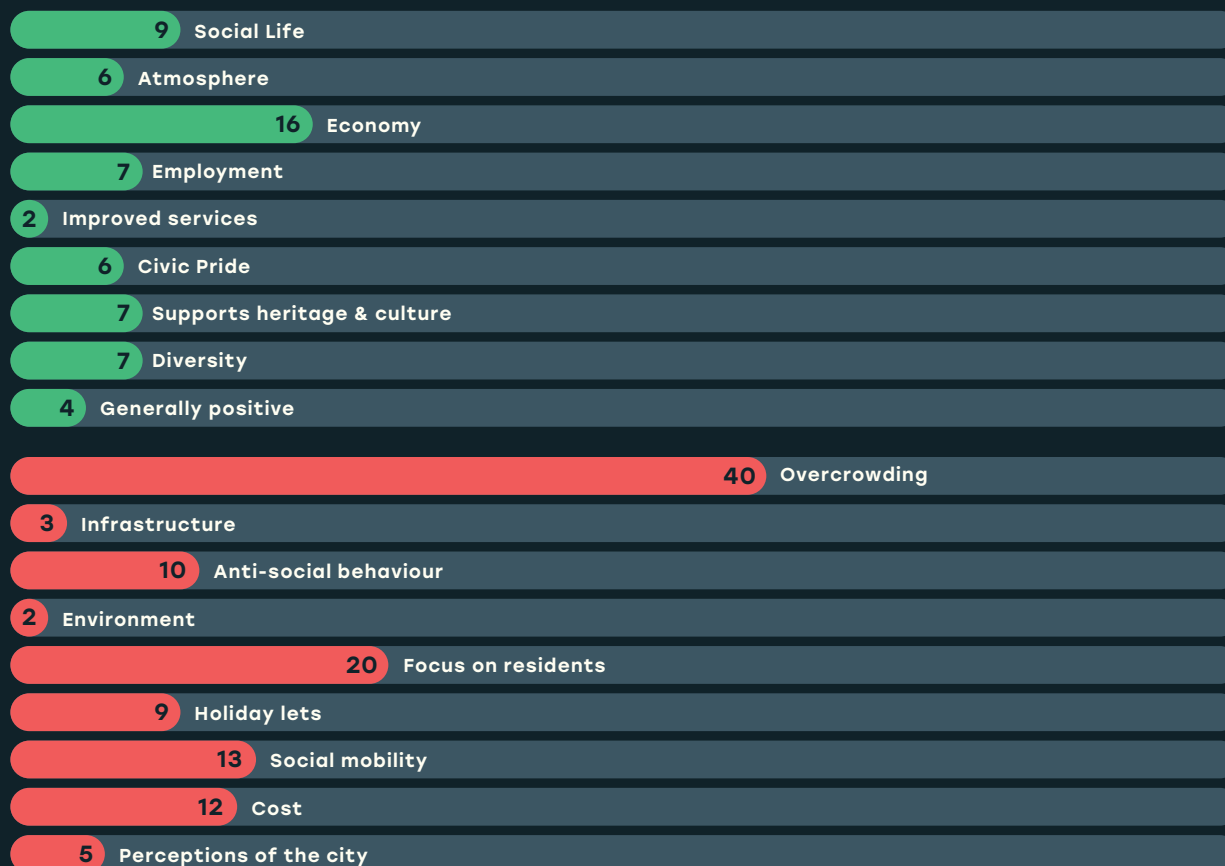 9 Social Life
6 Atmosphere
16 Economy
7 Employment
2 Improved services
6 Civic Pride
7 Supports heritage & culture
7 Diversity
4 Generally positive
40 Overcrowding
3 Infrastructure
10 Anti-social behaviour
2 Environment
20 Focus on residents
9 Holiday lets
13 Social mobility
12 Cost
5 Perceptions of the city